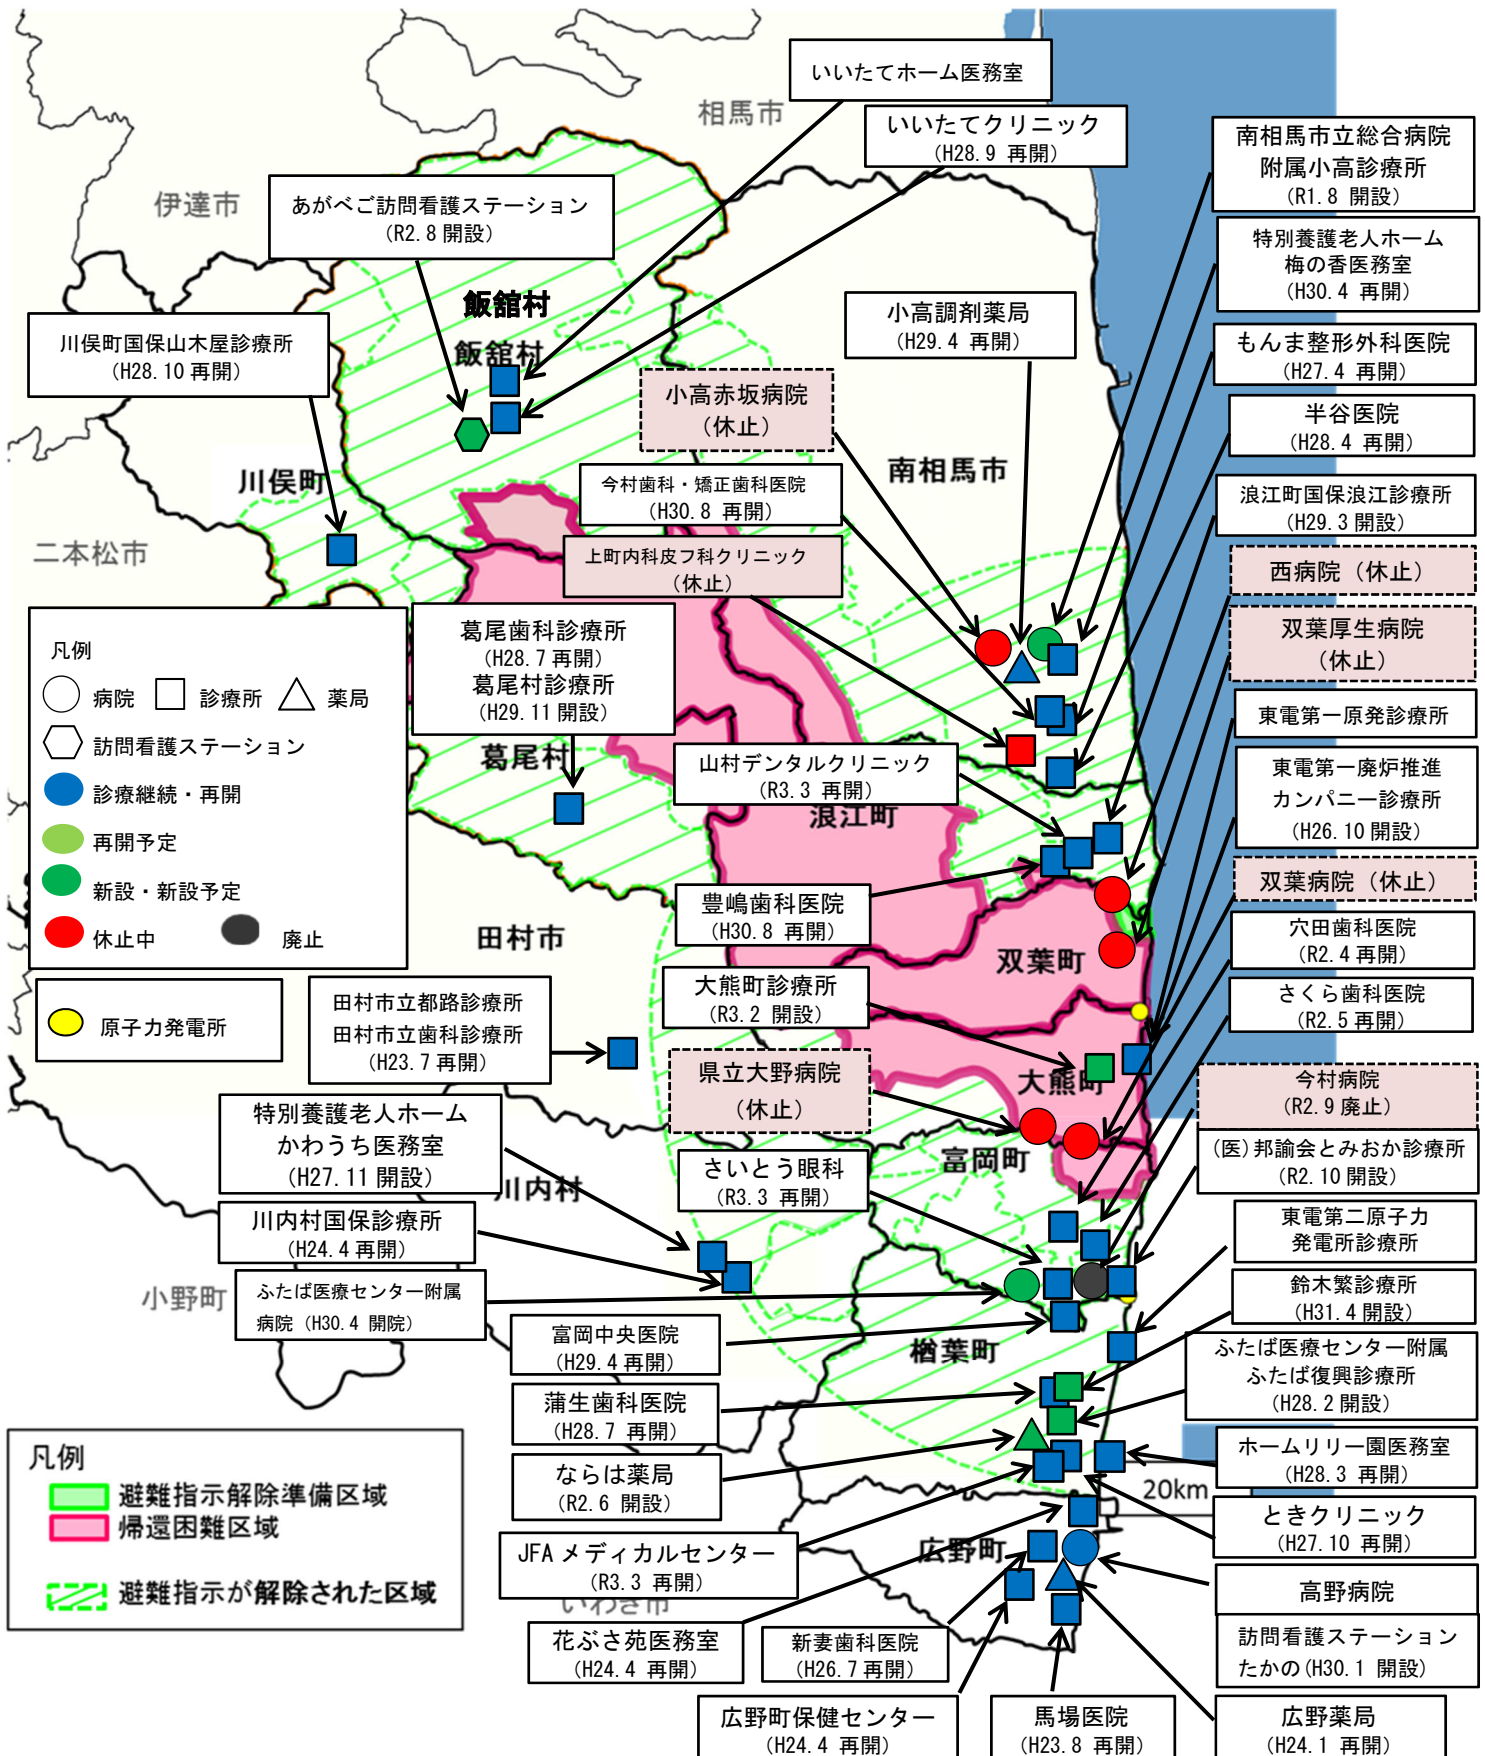 いいたてホーム医務室
相馬市
いいたてクリニック
(H28.9 再開)
南相馬市立総合病院
附属小高診療所
(R1.8 開設)
伊達市
あがべご訪問看護ステーション
(R2.8 開設)
特別養護老人ホーム
梅の香医務室
(H30.4 再開)
飯舘村
飯舘村
小高調剤薬局
(H29.4 再開)
川俣町国保山木屋診療所
(H28.10 再開)
もんま整形外科医院
(H27.4 再開)
小高赤坂病院
(休止)
半谷医院
(H28.4 再開)
南相馬市
川俣町
今村歯科・矯正歯科医院
(H30.8 再開)
浪江町国保浪江診療所
(H29.3 開設)
二本松市
上町内科皮フ科クリニック
(休止)
西病院 (休止)
双葉厚生病院
(休止)
葛尾歯科診療所
(H28.7 再開)
葛尾村診療所
(H29.11 開設)
凡例
病院 診療所 薬局
訪問看護ステーション
診療継続・再開
再開予定
新設・新設予定
休止中 廃止
東電第一原発診療所
葛尾村
山村デンタルクリニック
(R3.3 再開)
東電第一廃炉推進
カンパニー診療所
(H26.10 開設)
浪江町
双葉病院 (休止)
豊嶋歯科医院
(H30.8 再開)
穴田歯科医院
(R2.4 再開)
田村市
双葉町
大熊町診療所
(R3.2 開設)
さくら歯科医院
(R2.5 再開)
原子力発電所
田村市立都路診療所
田村市立歯科診療所
(H23.7 再開)
県立大野病院
(休止)
大熊町
今村病院
(R2.9 廃止)
特別養護老人ホーム
かわうち医務室
(H27.11 開設)
(医)邦諭会とみおか診療所
(R2.10 開設)
富岡町
さいとう眼科
(R3.3 再開)
川内村
川内村国保診療所
(H24.4 再開)
東電第二原子力
発電所診療所
小野町
ふたば医療センター附属
病院 (H30.4 開院)
鈴木繁診療所
(H31.4 開設)
富岡中央医院
(H29.4 再開)
楢葉町
ふたば医療センター附属
ふたば復興診療所
(H28.2 開設)
蒲生歯科医院
(H28.7 再開)
凡例
避難指示解除準備区域
帰還困難区域
避難指示が解除された区域
ならは薬局
(R2.6 開設)
ホームリリー園医務室
(H28.3 再開)
20km
ときクリニック
(H27.10 再開)
JFA メディカルセンター
(R3.3 再開)
広野町
高野病院
いわき市
花ぶさ苑医務室
(H24.4 再開)
新妻歯科医院
(H26.7 再開)
訪問看護ステーション
たかの(H30.1 開設)
広野町保健センター
(H24.4 再開)
馬場医院
(H23.8 再開)
広野薬局
(H24.1 再開)